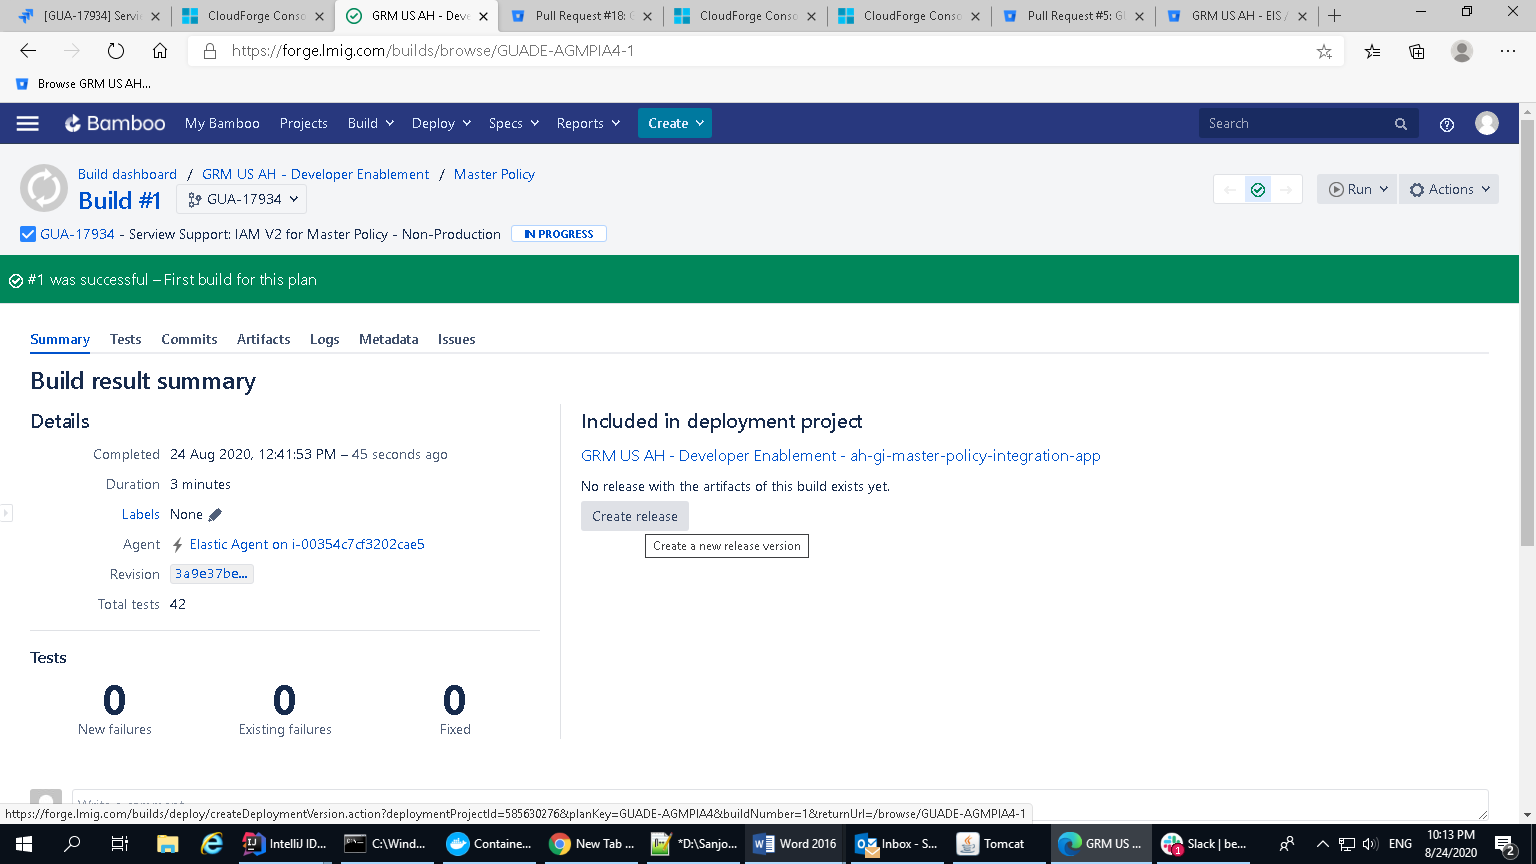 [GUA-17934] Servi
CloudForge Conso
GRM US AH - Deve
Pull Request #18: G
CloudForge Conso
CloudForge Conso
Pull Request #5: GU
GRM US AH - EIS /
https://forge.lmig.com/builds/browse/GUADE-AGMPIA4-1
Browse GRM US AH...
Bamboo
My Bamboo
Projects
Build
Deploy
Specs
Reports
Create
Search
Build dashboard / GRM US AH - Developer Enablement / Master Policy
Build #1
GUA-17934
Run
Actions
GUA-17934 - Serview Support: IAM V2 for Master Policy - Non-Production IN PROGRESS
#1 was successful – First build for this plan
Summary
Tests
Commits
Artifacts
Logs
Metadata
Issues
Build result summary
Details
Completed 24 Aug 2020, 12:41:53 PM – 45 seconds ago
Duration 3 minutes
Labels None
Agent Elastic Agent on i-00354c7cf3202cae5
Revision 3a9e37be...
Total tests 42
Included in deployment project
GRM US AH - Developer Enablement - ah-gi-master-policy-integration-app
No release with the artifacts of this build exists yet.
Create release
Create a new release version
Tests
0
New failures
0
Existing failures
0
Fixed
https://forge.lmig.com/builds/deploy/createDeploymentVersion.action?deploymentProjectId=585630276&planKey=GUADE-AGMPIA4&buildNumber=1&returnUrl=/browse/GUADE-AGMPIA4-1
IntelliJ ID...
C:\Wind...
Containe...
New Tab ...
*D:\Sanjo...
Word 2016
Inbox - S...
Tomcat
GRM US ...
Slack | be...
1
ENG
10:13 PM
8/24/2020
2